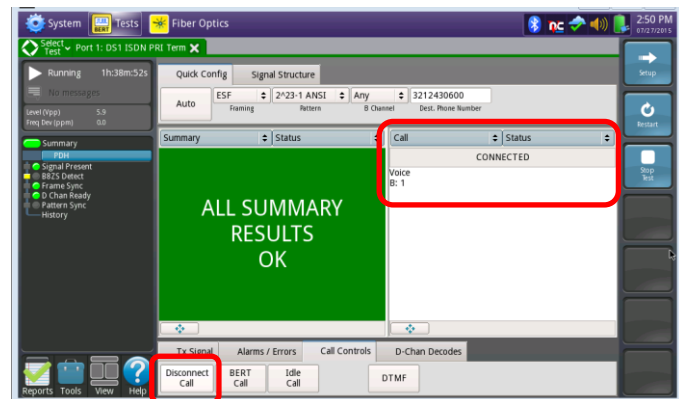 System BERT Tests Fiber Optics nc 2:50 PM
07/27/2015
Select Test Port 1: DS1 ISDN PRI Term X
Running 1h:38m:52s
No messages
Level (Vpp) 5.9
Freq Dev (ppm) 0.0
Summary
PDH
Signal Present
B8ZS Detect
Frame Sync
D Chan Ready
Pattern Sync
History
Quick Config Signal Structure
Auto
ESF 2^23-1 ANSI Any 3212430600
Framing Pattern B Channel Dest. Phone Number
Summary Status
ALL SUMMARY
RESULTS
OK
Call Status
CONNECTED
Voice
B: 1
Tx Signal Alarms / Errors Call Controls D-Chan Decodes
Disconnect
Call
BERT
Call
Idle
Call
DTMF
Reports Tools View Help
Setup
Restart
Stop
Test